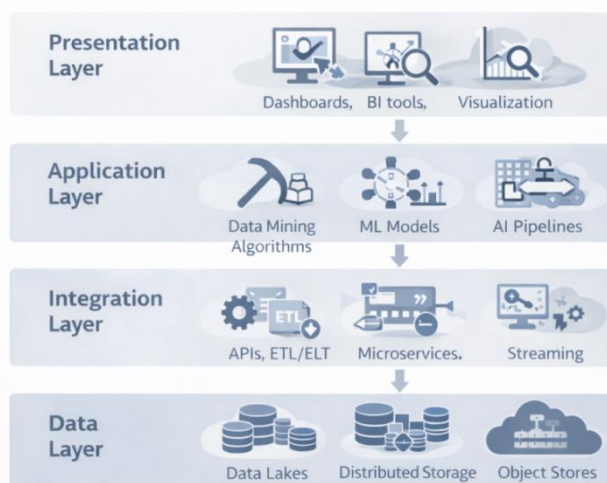 Presentation
Layer
Dashboards, BI tools, Visualization
Application
Layer
Data Mining
Algorithms
ML Models
AI Pipelines
Integration
Layer
ETL
APIs, ETL/ELT
Microservices.
Streaming
Data
Layer
Data Lakes
Distributed Storage
Object Stores